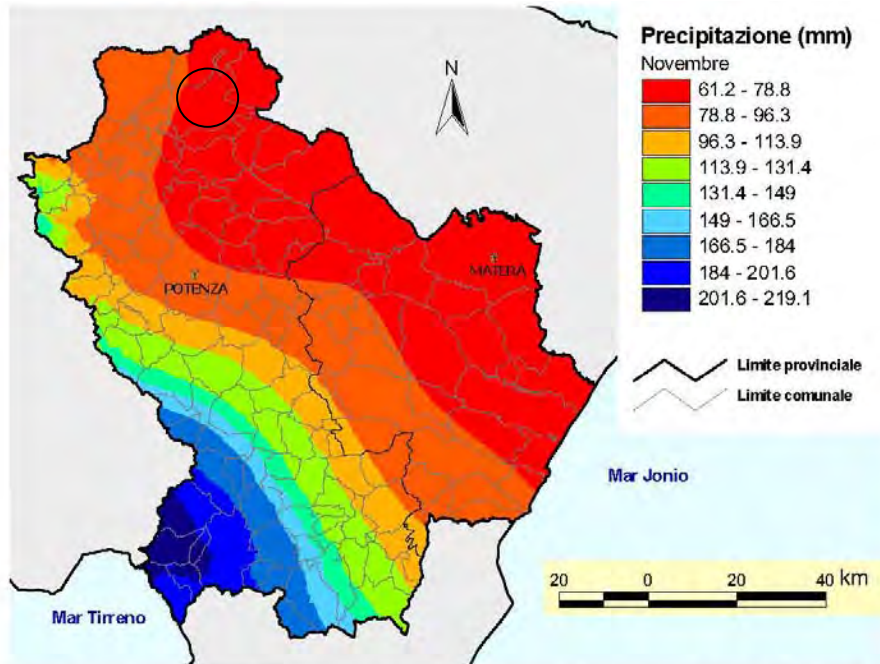 Precipitazione (mm)
Novembre
61.2 - 78.8
78.8 - 96.3
96.3 - 113.9
113.9 - 131.4
131.4 - 149
149 - 166.5
166.5 - 184
184 - 201.6
201.6 - 219.1
Limite provinciale
Limite comunale
N
POTENZA
MATERA
Mar Jonio
Mar Tirreno
20 0 20 40 km